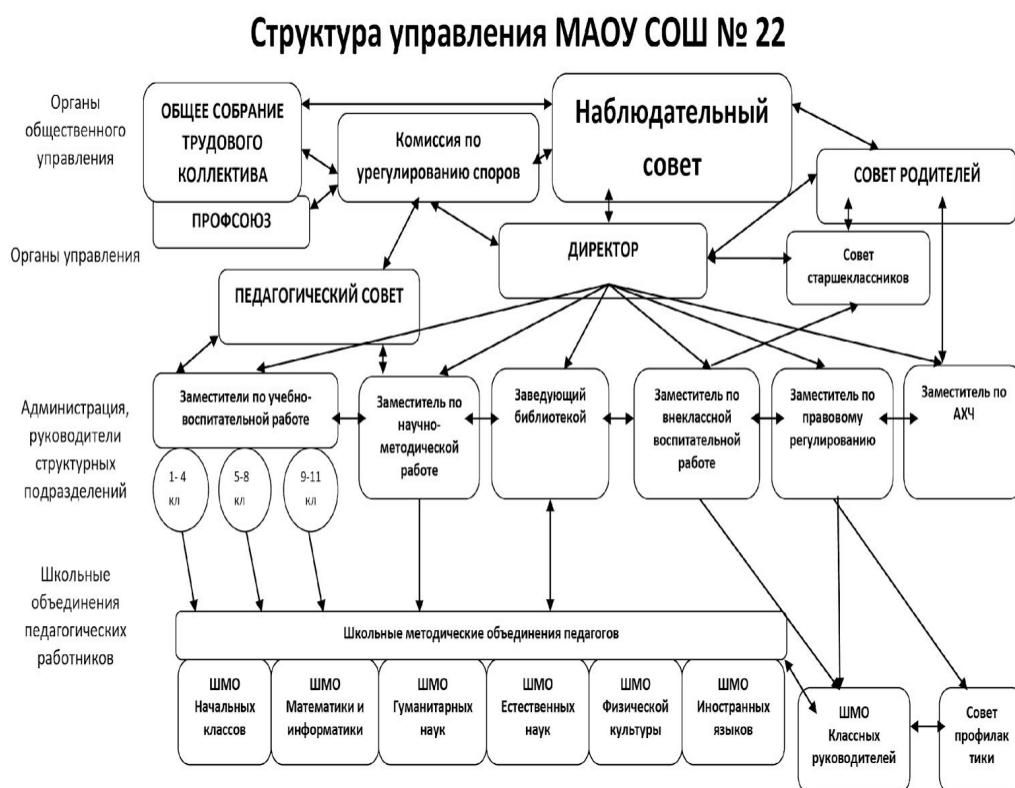 Структура управления МАОУ СОШ № 22
Органы
общественного
управления
ОБЩЕЕ СОБРАНИЕ
ТРУДОВОГО
КОЛЛЕКТИВА
ПРОФСОЮЗ
Комиссия по
урегулированию споров
Наблюдательный
совет
СОВЕТ РОДИТЕЛЕЙ
Органы управления
ПЕДАГОГИЧЕСКИЙ СОВЕТ
ДИРЕКТОР
Совет
старшеклассников
Администрация,
руководители
структурных
подразделений
Заместители по учебно-
воспитательной работе
1- 4
кл
5-8
кл
9-11
кл
Заместитель по
научно-
методической
работе
Заведующий
библиотекой
Заместитель по
внеклассной
воспитательной
работе
Заместитель по
правовому
регулированию
Заместитель по
АХЧ
Школьные
объединения
педагогических
работников
Школьные методические объединения педагогов
ШМО
Начальных
классов
ШМО
Математики и
информатики
ШМО
Гуманитарных
наук
ШМО
Естественных
наук
ШМО
Физической
культуры
ШМО
Иностранных
языков
ШМО
Классных
руководителей
Совет
профилак
тики